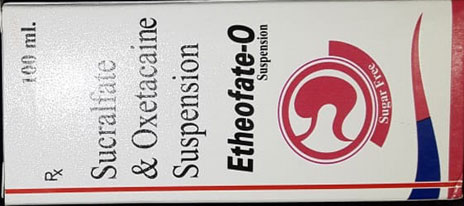 100 ml.
Rx
Sucralfate
& Oxetacaine
Suspension
Etheofate-O
Suspension
Sugar Free